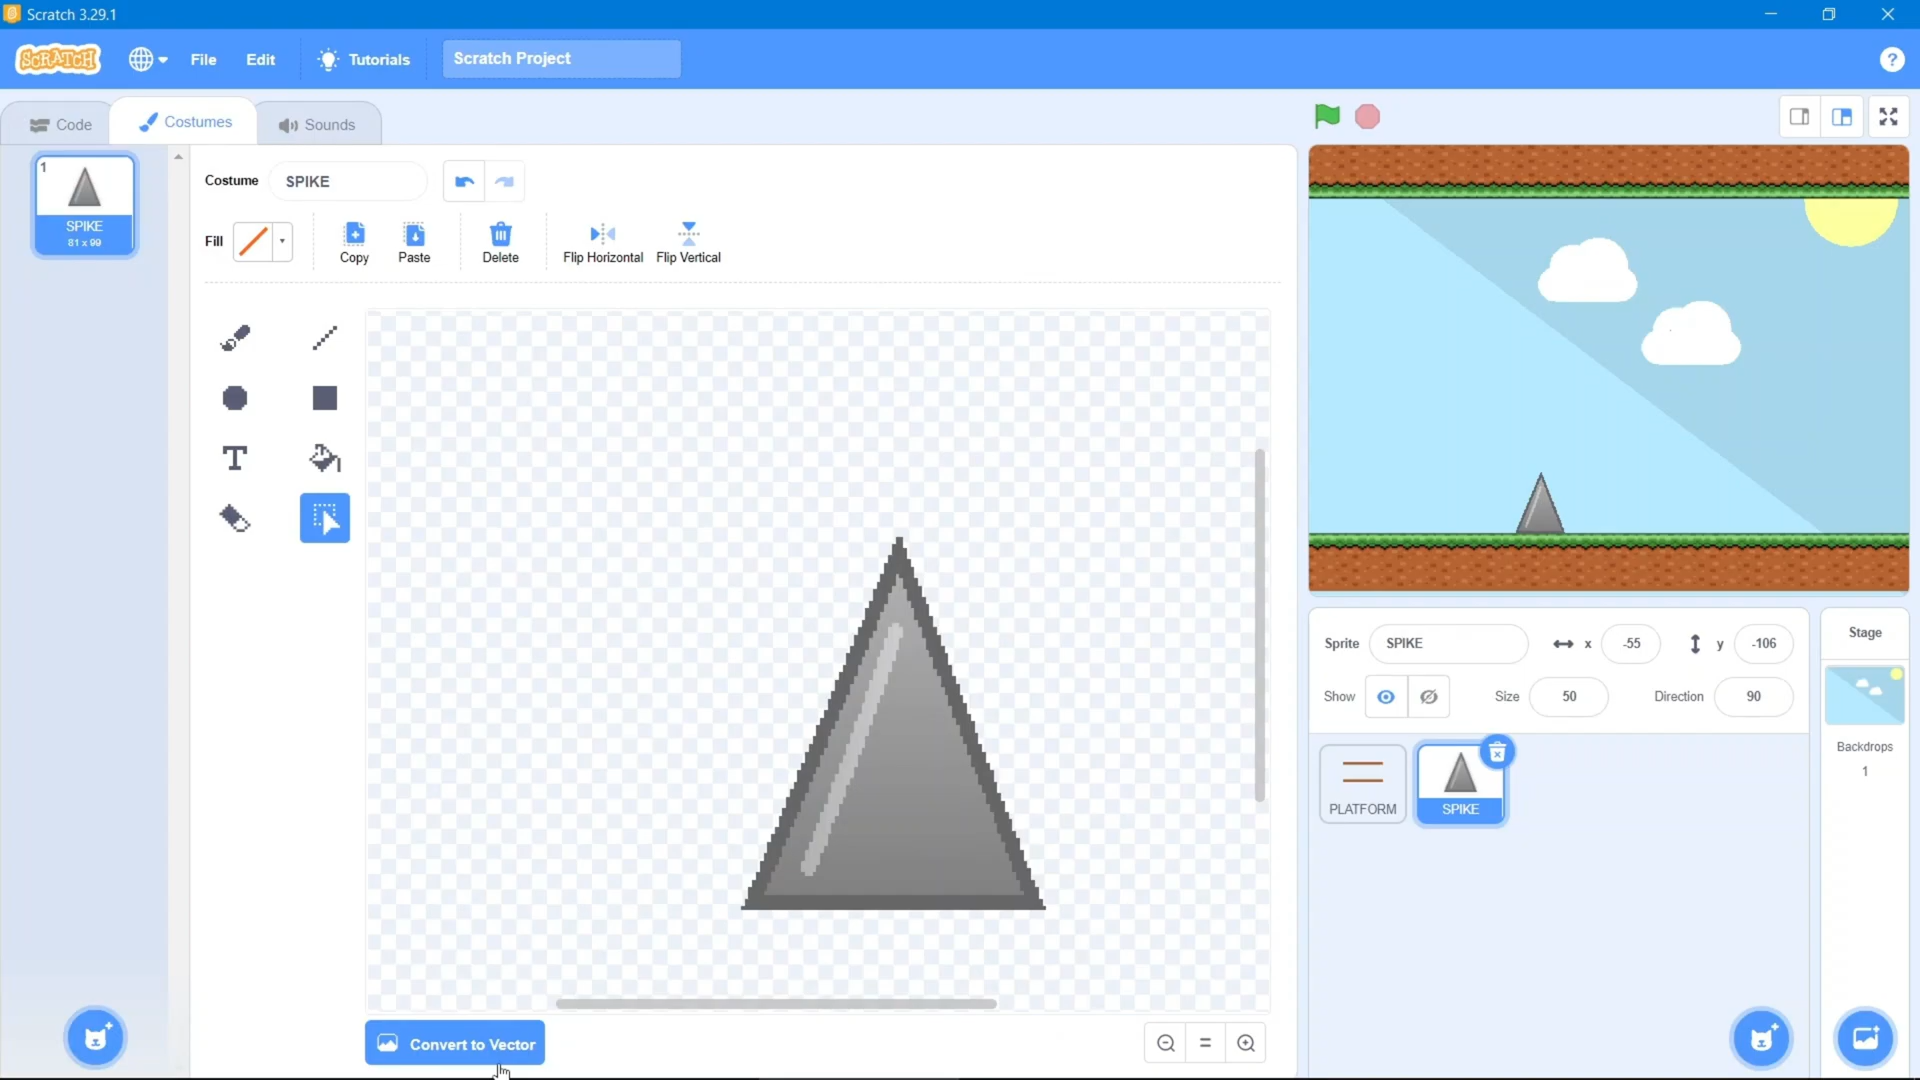 Scratch 3.29.1
SCRATCH File Edit Tutorials Scratch Project ?
Code Costumes Sounds
1
SPIKE
81 x 99
Costume SPIKE
Fill Copy Paste Delete Flip Horizontal Flip Vertical
T
Convert to Vector
Sprite SPIKE x -55 y -106
Show Size 50 Direction 90
PLATFORM SPIKE
Stage
Backdrops
1